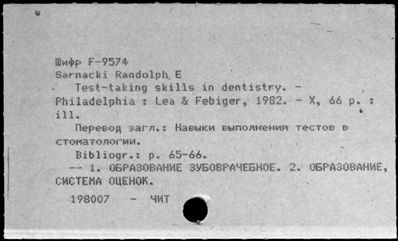 Шифр F-9574
Sarnacki Randolph E
Test-taking skills in dentistry. -
Philadelphia : Lea & Febiger, 1982. - X, 66 p. :
ill.
Перевод загл.: Навыки выполнения тестов в
стоматологии.
Bibliogr.: p. 65-66.
-- 1. ОБРАЗОВАНИЕ ЗУБОВРАЧЕБНОЕ. 2. ОБРАЗОВАНИЕ,
СИСТЕМА ОЦЕНОК.
198007 - ЧИТ